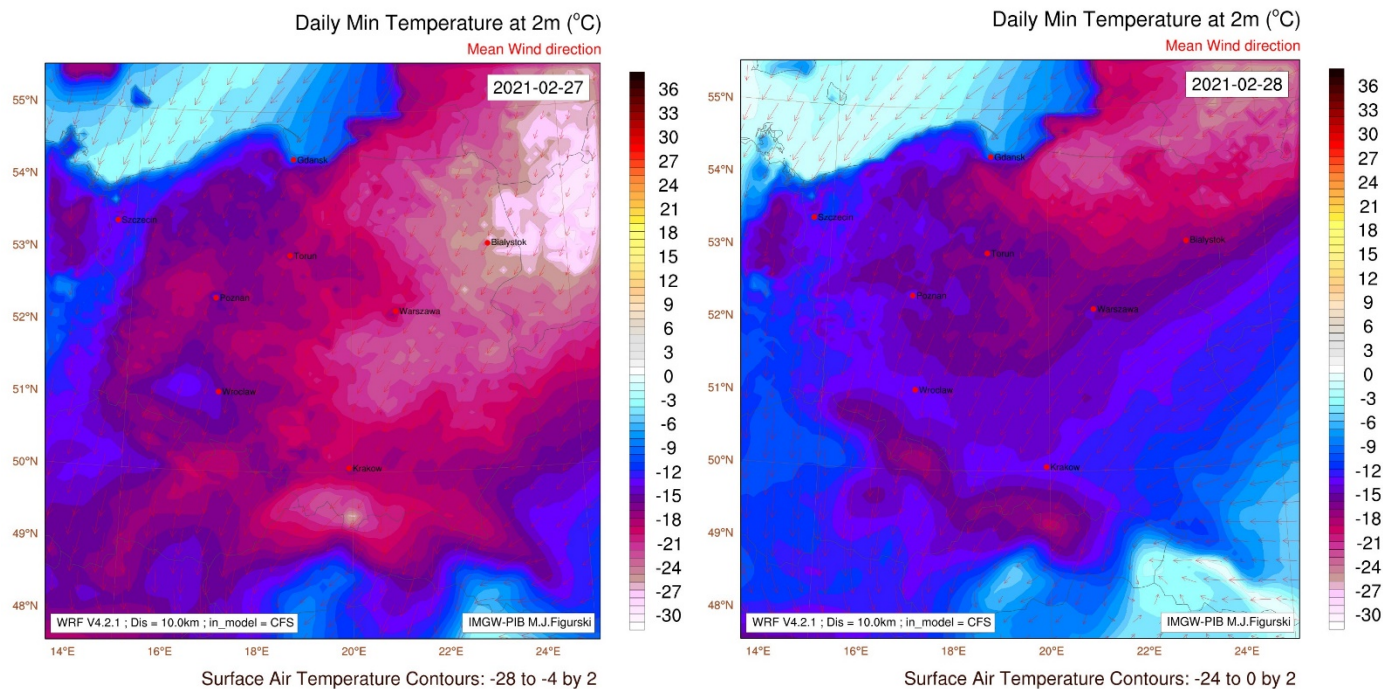 Daily Min Temperature at 2m (°C)
Mean Wind direction
2021-02-27
55°N
54°N
53°N
52°N
51°N
50°N
49°N
48°N
Gdansk
Szczecin
Bialystok
Torun
Poznan
Warszawa
Wroclaw
Krakow
WRF V4.2.1 ; Dis = 10.0km ; in_model = CFS
IMGW-PIB M.J.Figurski
14°E
16°E
18°E
20°E
22°E
24°E
36
33
30
27
24
21
18
15
12
9
6
3
0
-3
-6
-9
-12
-15
-18
-21
-24
-27
-30
Surface Air Temperature Contours: -28 to -4 by 2
Daily Min Temperature at 2m (°C)
Mean Wind direction
2021-02-28
55°N
54°N
53°N
52°N
51°N
50°N
49°N
48°N
Gdansk
Szczecin
Bialystok
Torun
Poznan
Warszawa
Wroclaw
Krakow
WRF V4.2.1 ; Dis = 10.0km ; in_model = CFS
IMGW-PIB M.J.Figurski
14°E
16°E
18°E
20°E
22°E
24°E
36
33
30
27
24
21
18
15
12
9
6
3
0
-3
-6
-9
-12
-15
-18
-21
-24
-27
-30
Surface Air Temperature Contours: -24 to 0 by 2